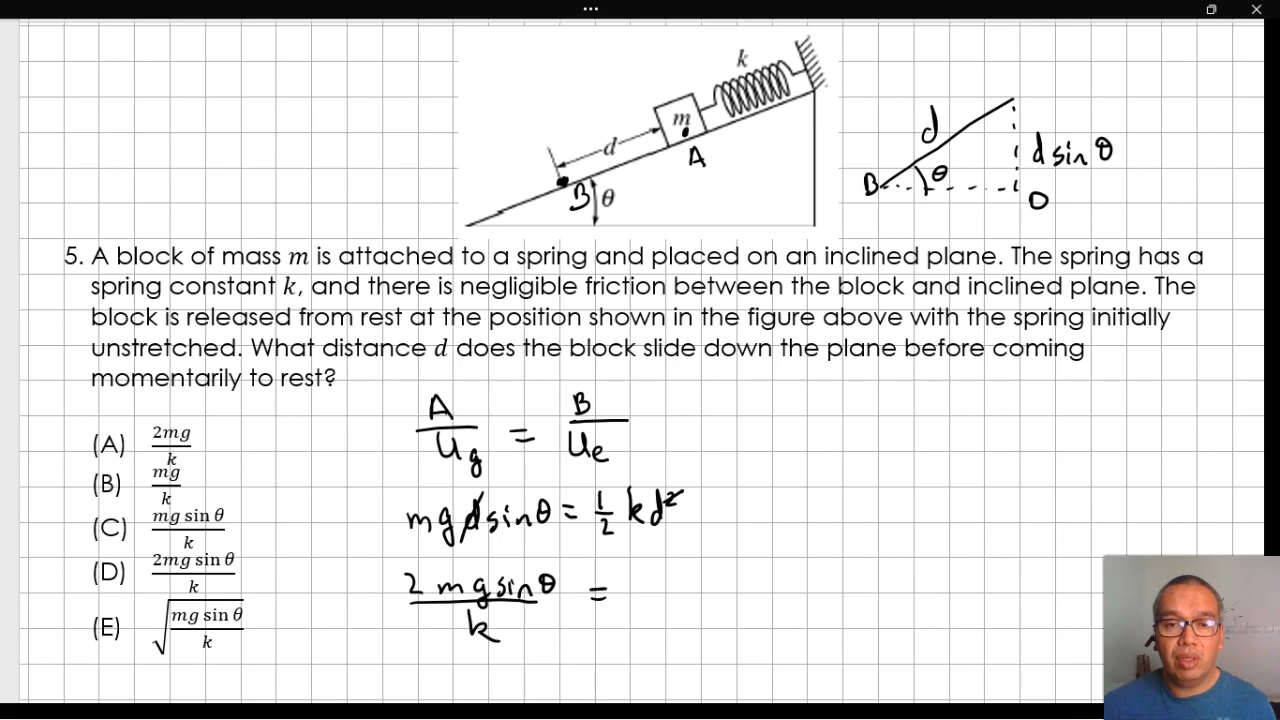 k
m
d
A
B
θ
d
d sin θ
B
θ
0
5. A block of mass m is attached to a spring and placed on an inclined plane. The spring has a
spring constant k, and there is negligible friction between the block and inclined plane. The
block is released from rest at the position shown in the figure above with the spring initially
unstretched. What distance d does the block slide down the plane before coming
momentarily to rest?
(A) 2mg/k
(B) mg/k
(C) mg sin θ/k
(D) 2mg sin θ/k
(E) √(mg sin θ/k)
A B
Ug = Ue
mgd sinθ = 1/2 kd²
2 mg sinθ/k =